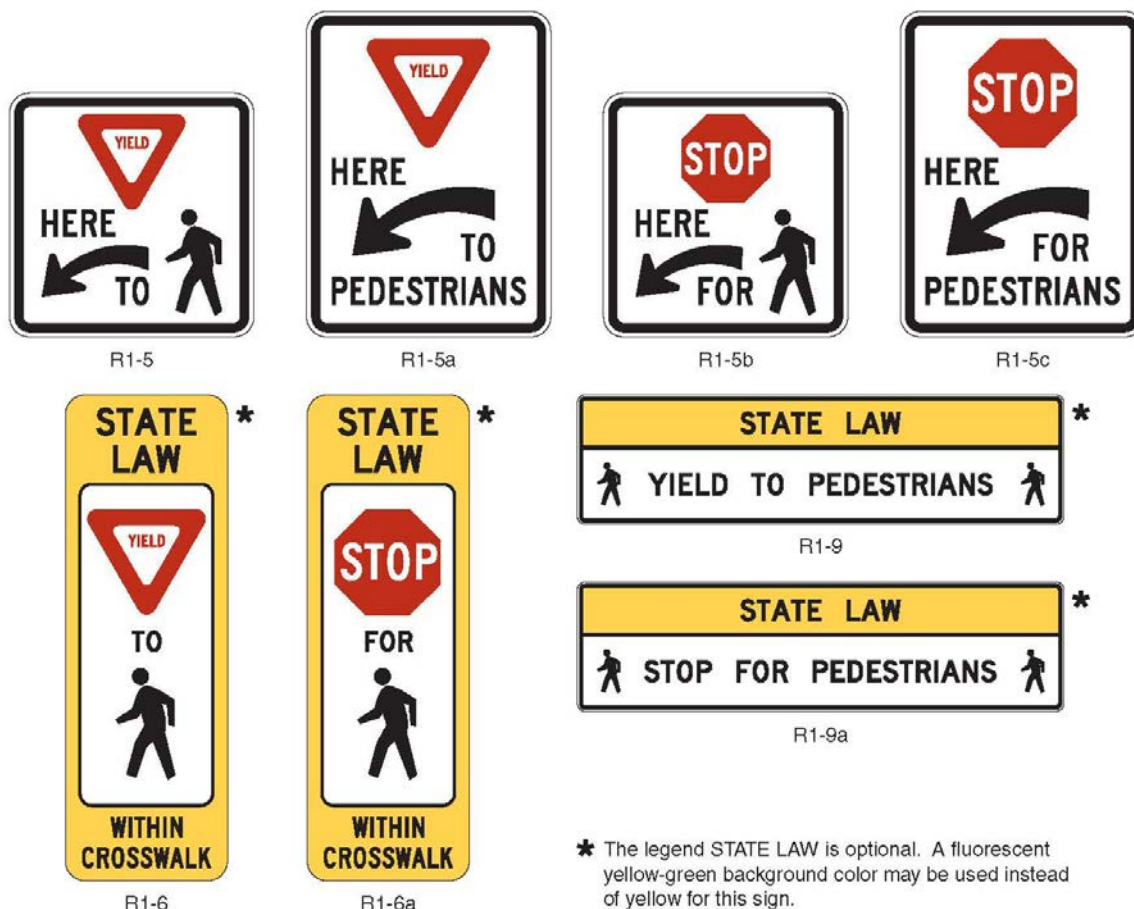 YIELD
HERE
TO
R1-5
YIELD
HERE
TO
PEDESTRIANS
R1-5a
STOP
HERE
FOR
R1-5b
STOP
HERE
FOR
PEDESTRIANS
R1-5c
STATE
LAW
*
YIELD
TO
WITHIN
CROSSWALK
R1-6
STATE
LAW
*
STOP
FOR
WITHIN
CROSSWALK
R1-6a
STATE LAW
*
YIELD TO PEDESTRIANS
R1-9
STATE LAW
*
STOP FOR PEDESTRIANS
R1-9a
* The legend STATE LAW is optional. A fluorescent
yellow-green background color may be used instead
of yellow for this sign.